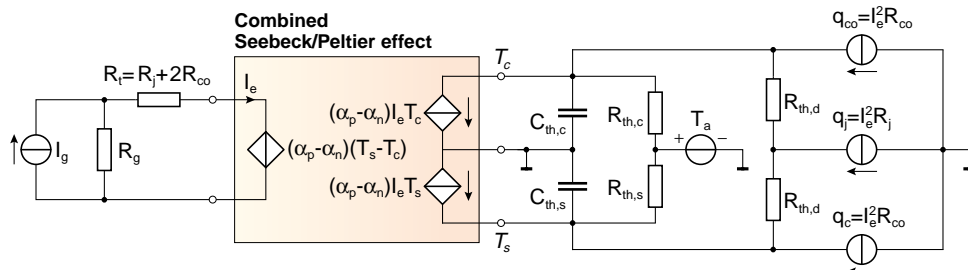 Combined
Seebeck/Peltier effect
R_t=R_j+2R_co
I_e
I_g
R_g
(α_p-α_n)(T_s-T_c)
(α_p-α_n)I_eT_c
(α_p-α_n)I_eT_s
T_c
T_s
C_th,c
C_th,s
R_th,c
R_th,s
T_a
+
−
R_th,d
R_th,d
q_co=I_e^2R_co
q_j=I_e^2R_j
q_c=I_e^2R_co